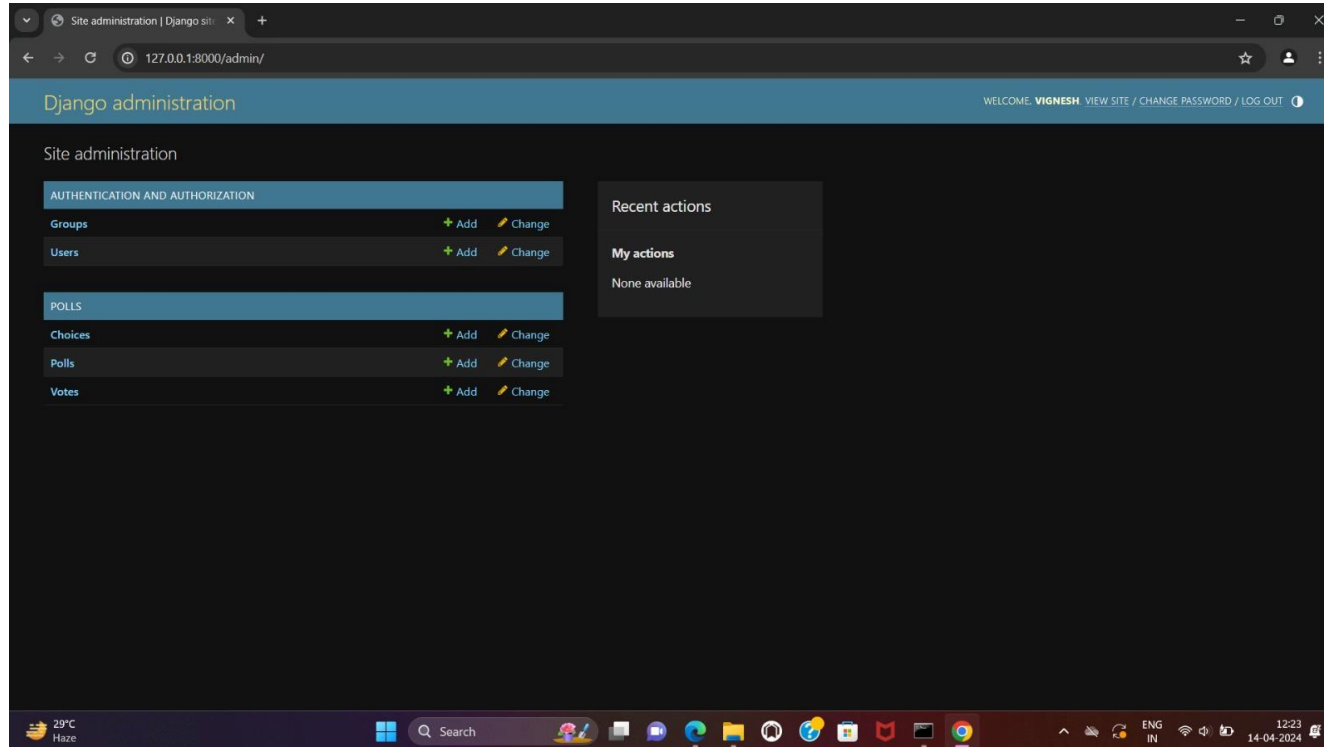 Site administration | Django site
127.0.0.1:8000/admin/
Django administration
WELCOME, VIGNESH. VIEW SITE / CHANGE PASSWORD / LOG OUT
Site administration
AUTHENTICATION AND AUTHORIZATION
Groups + Add Change
Users + Add Change
POLLS
Choices + Add Change
Polls + Add Change
Votes + Add Change
Recent actions
My actions
None available
29°C
Haze
Search
ENG
IN
12:23
14-04-2024